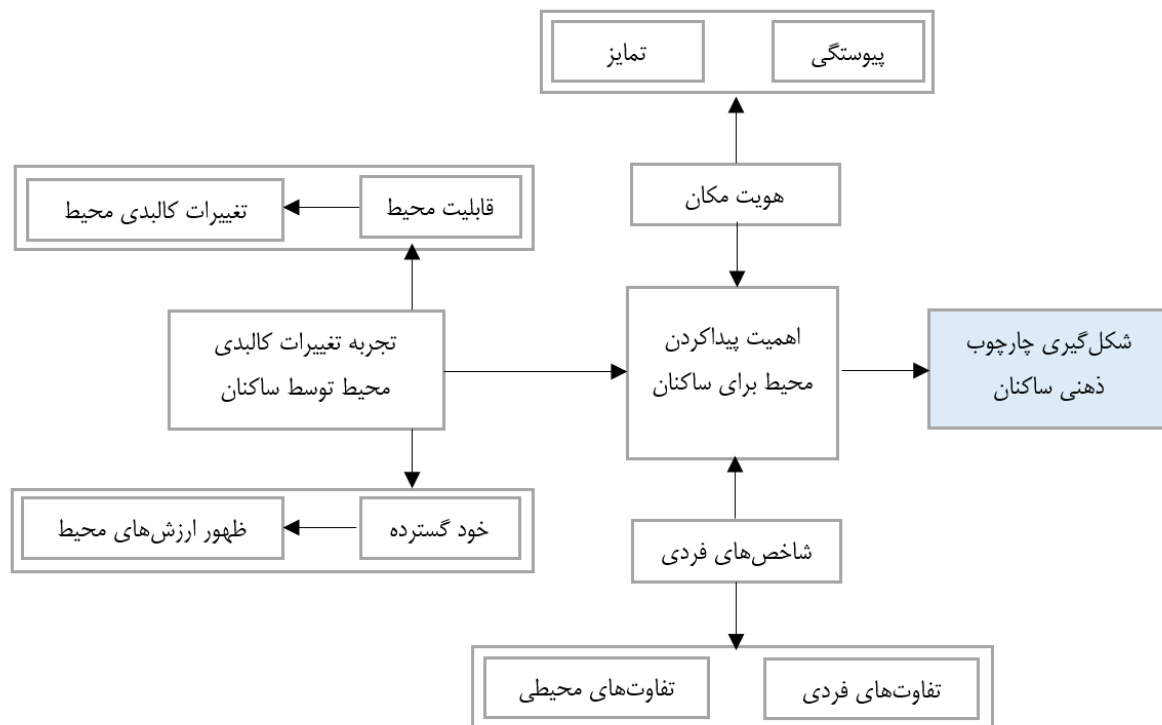 پیوستگی
تمایز
هویت مکان
قابلیت محیط
تغییرات کالبدی محیط
تجربه تغییرات کالبدی
محیط توسط ساکنان
اهمیت پیداکردن
محیط برای ساکنان
شکل‌گیری چارچوب
ذهنی ساکنان
خود گسترده
ظهور ارزش‌های محیط
شاخص‌های فردی
تفاوت‌های فردی
تفاوت‌های محیطی